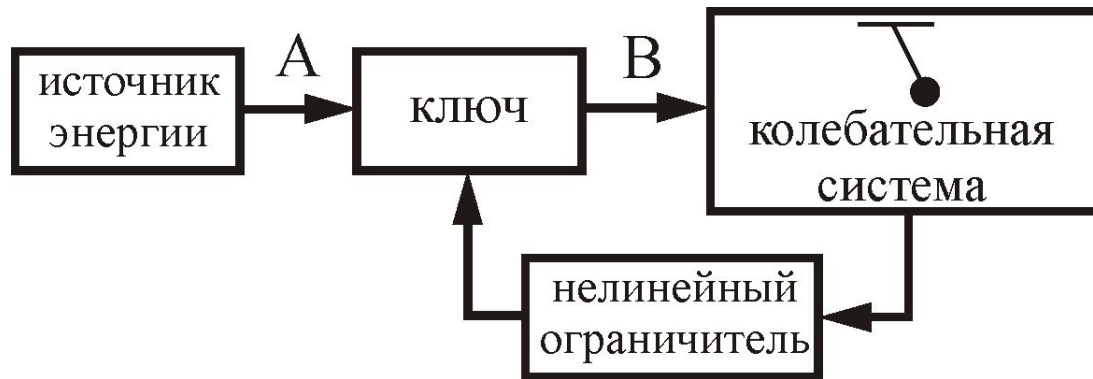 источник
энергии
A
ключ
B
колебательная
система
нелинейный
ограничитель